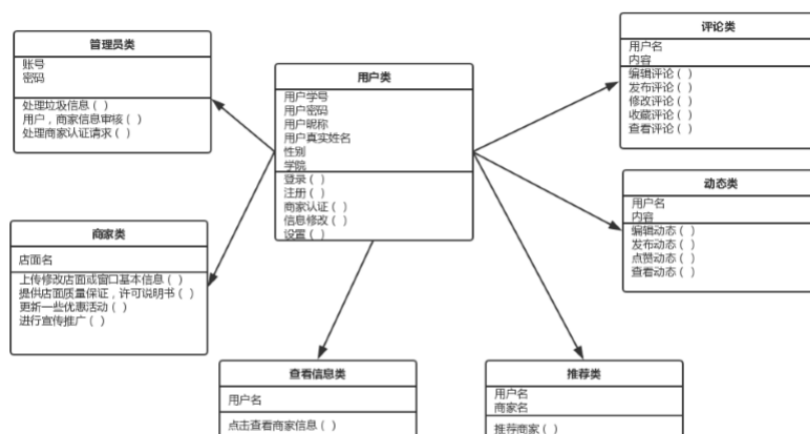 管理员类
账号
密码
处理垃圾信息( )
用户,商家信息审核( )
处理商家认证请求( )
用户类
用户学号
用户密码
用户昵称
用户真实姓名
性别
学院
登录( )
注册( )
商家认证( )
信息修改( )
设置( )
评论类
用户名
内容
编辑评论( )
发布评论( )
修改评论( )
收藏评论( )
查看评论( )
动态类
用户名
内容
编辑动态( )
发布动态( )
点赞动态( )
查看动态( )
商家类
店面名
上传修改店面或窗口基本信息( )
提供店面质量保证,许可说明书( )
更新一些优惠活动( )
进行宣传推广( )
查看信息类
用户名
点击查看商家信息( )
推荐类
用户名
商家名
推荐商家( )